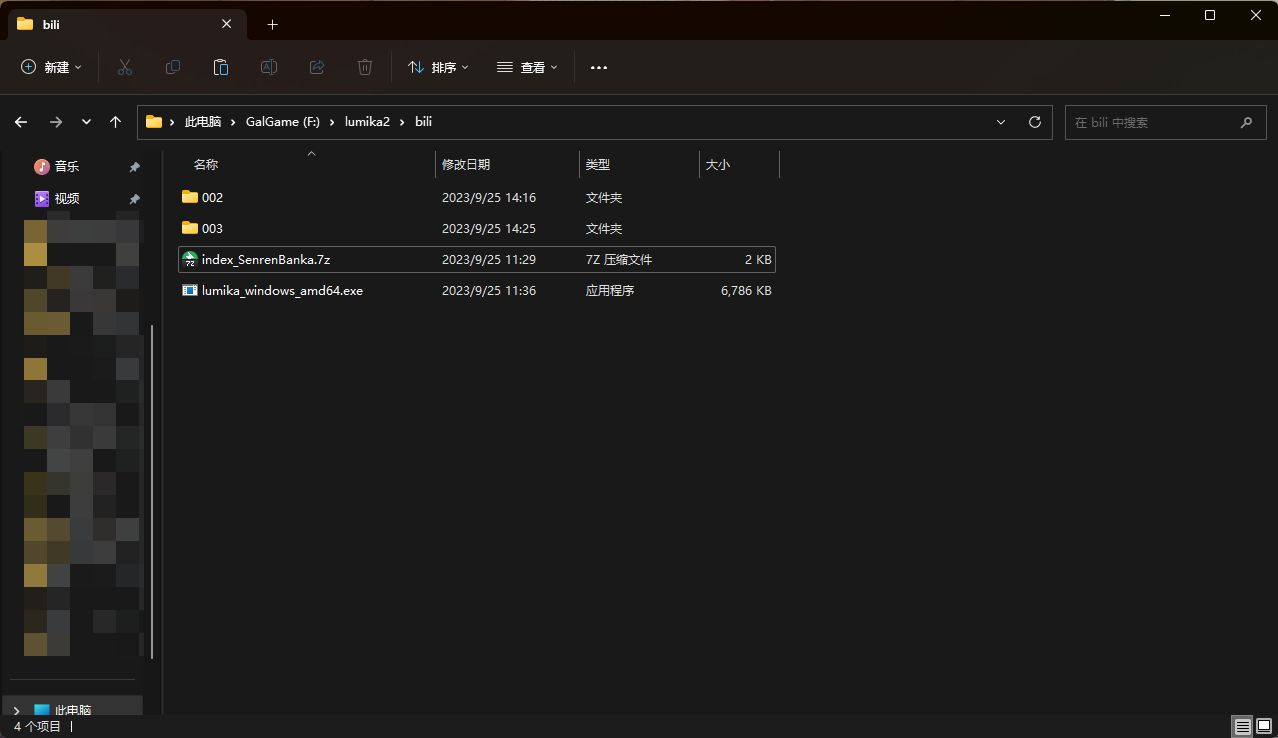 bili
新建
排序
查看
此电脑 GalGame (F:) lumika2 bili
在 bili 中搜索
音乐
视频
名称 修改日期 类型 大小
002 2023/9/25 14:16 文件夹
003 2023/9/25 14:25 文件夹
index_SenrenBanka.7z 2023/9/25 11:29 7Z 压缩文件 2 KB
lumika_windows_amd64.exe 2023/9/25 11:36 应用程序 6,786 KB
此电脑
4 个项目